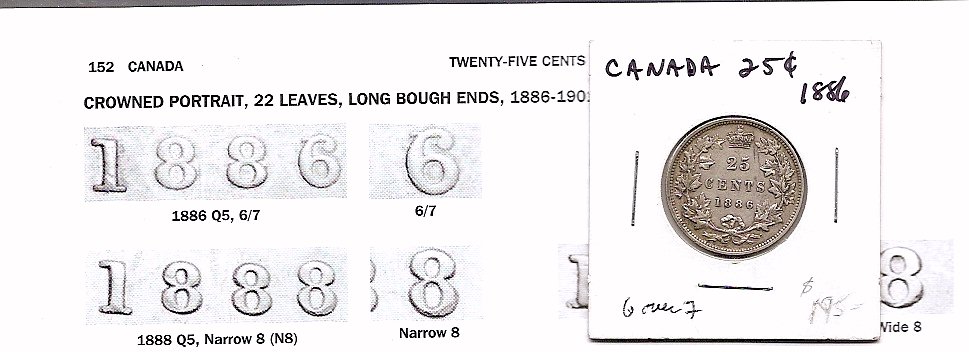 152 CANADA
TWENTY-FIVE CENTS
CROWNED PORTRAIT, 22 LEAVES, LONG BOUGH ENDS, 1886-190
1886
6
1886 Q5, 6/7
6/7
1888
8
1888 Q5, Narrow 8 (N8)
Narrow 8
1
8
Wide 8
CANADA 25¢
1886
25
CENTS
1886
6 over 7
$
195-